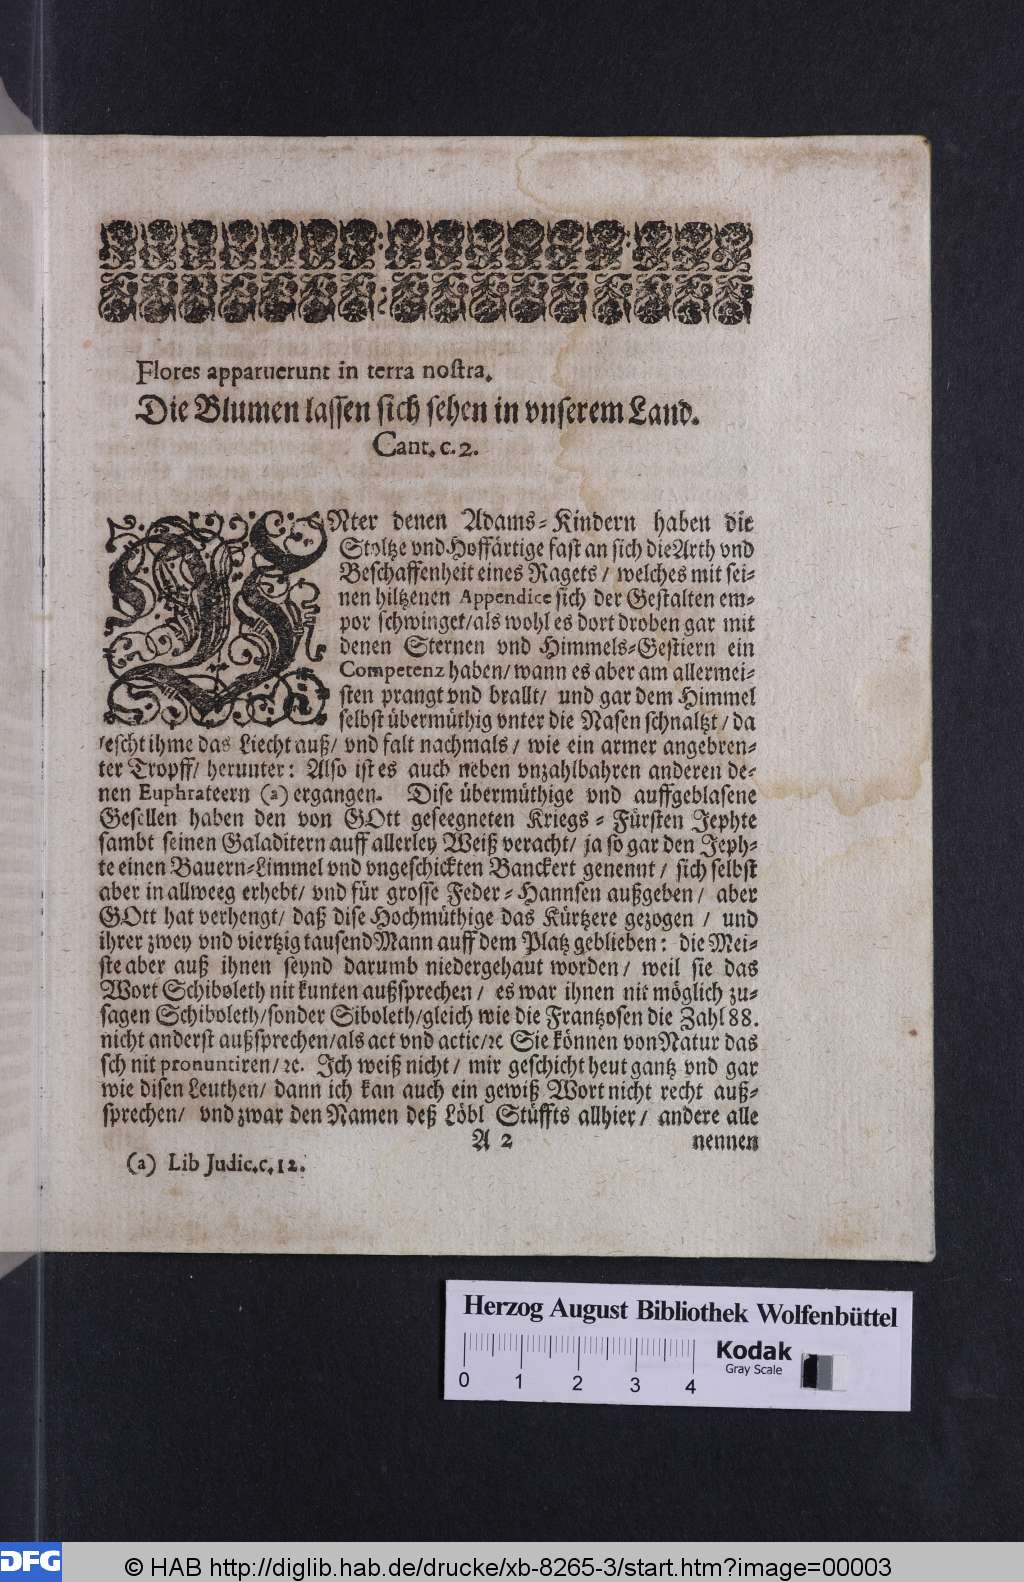 Flores apparuerunt in terra nostra.
Die Blumen lassen sich sehen in vnserem Land.
Cant. c. 2.
UNter denen Adams-Kindern haben die
Stoltze vnd Hoffärtige fast an sich die Arth vnd
Beschaffenheit eines Ragets / welches mit sei-
nen hiltzenen Appendice sich der Gestalten em-
por schwinget / als wohl es dort droben gar mit
denen Sternen vnd Himmels-Gestiern ein
Competenz haben / wann es aber am allermei-
sten prangt vnd brallt / und gar dem Himmel
selbst übermüthig vnter die Nasen schnaltzt / da
lescht ihme das Liecht auß / vnd falt nachmals / wie ein armer angebren-
ter Tropff / herunter: Also ist es auch neben vnzahlbahren anderen de-
nen Euphrateern (a) ergangen. Dise übermüthige vnd auffgeblasene
Gesellen haben den von GOtt geseegneten Kriegs-Fürsten Jephte
sambt seinen Galaditern auff allerley Weiß veracht / ja so gar den Jeph-
te einen Bauern-Limmel vnd vngeschickten Banckert genennt / sich selbst
aber in allweeg erhebt / vnd für grosse Feder-Hannsen außgeben / aber
GOtt hat verhengt / daß dise Hochmüthige das Kürtzere gezogen / und
ihrer zwey vnd viertzig tausend Mann auff dem Platz geblieben: die Mei-
ste aber auß ihnen seynd darumb niedergehaut worden / weil sie das
Wort Schiboleth nit kunten außsprechen / es war ihnen nit möglich zu-
sagen Schiboleth / sonder Siboleth / gleich wie die Frantzosen die Zahl 88.
nicht anderst außsprechen / als act vnd actic / ꝛc Sie können von Natur das
sch nit pronuntiren / ꝛc. Ich weiß nicht / mir geschicht heut gantz vnd gar
wie disen Leuthen / dann ich kan auch ein gewiß Wort nicht recht auß-
sprechen / vnd zwar den Namen deß Löbl Stüffts allhier / andere alle
A 2 nennen
(a) Lib Judic. c. 12.
Herzog August Bibliothek Wolfenbüttel
0 1 2 3 4
Kodak
Gray Scale
DFG © HAB http://diglib.hab.de/drucke/xb-8265-3/start.htm?image=00003